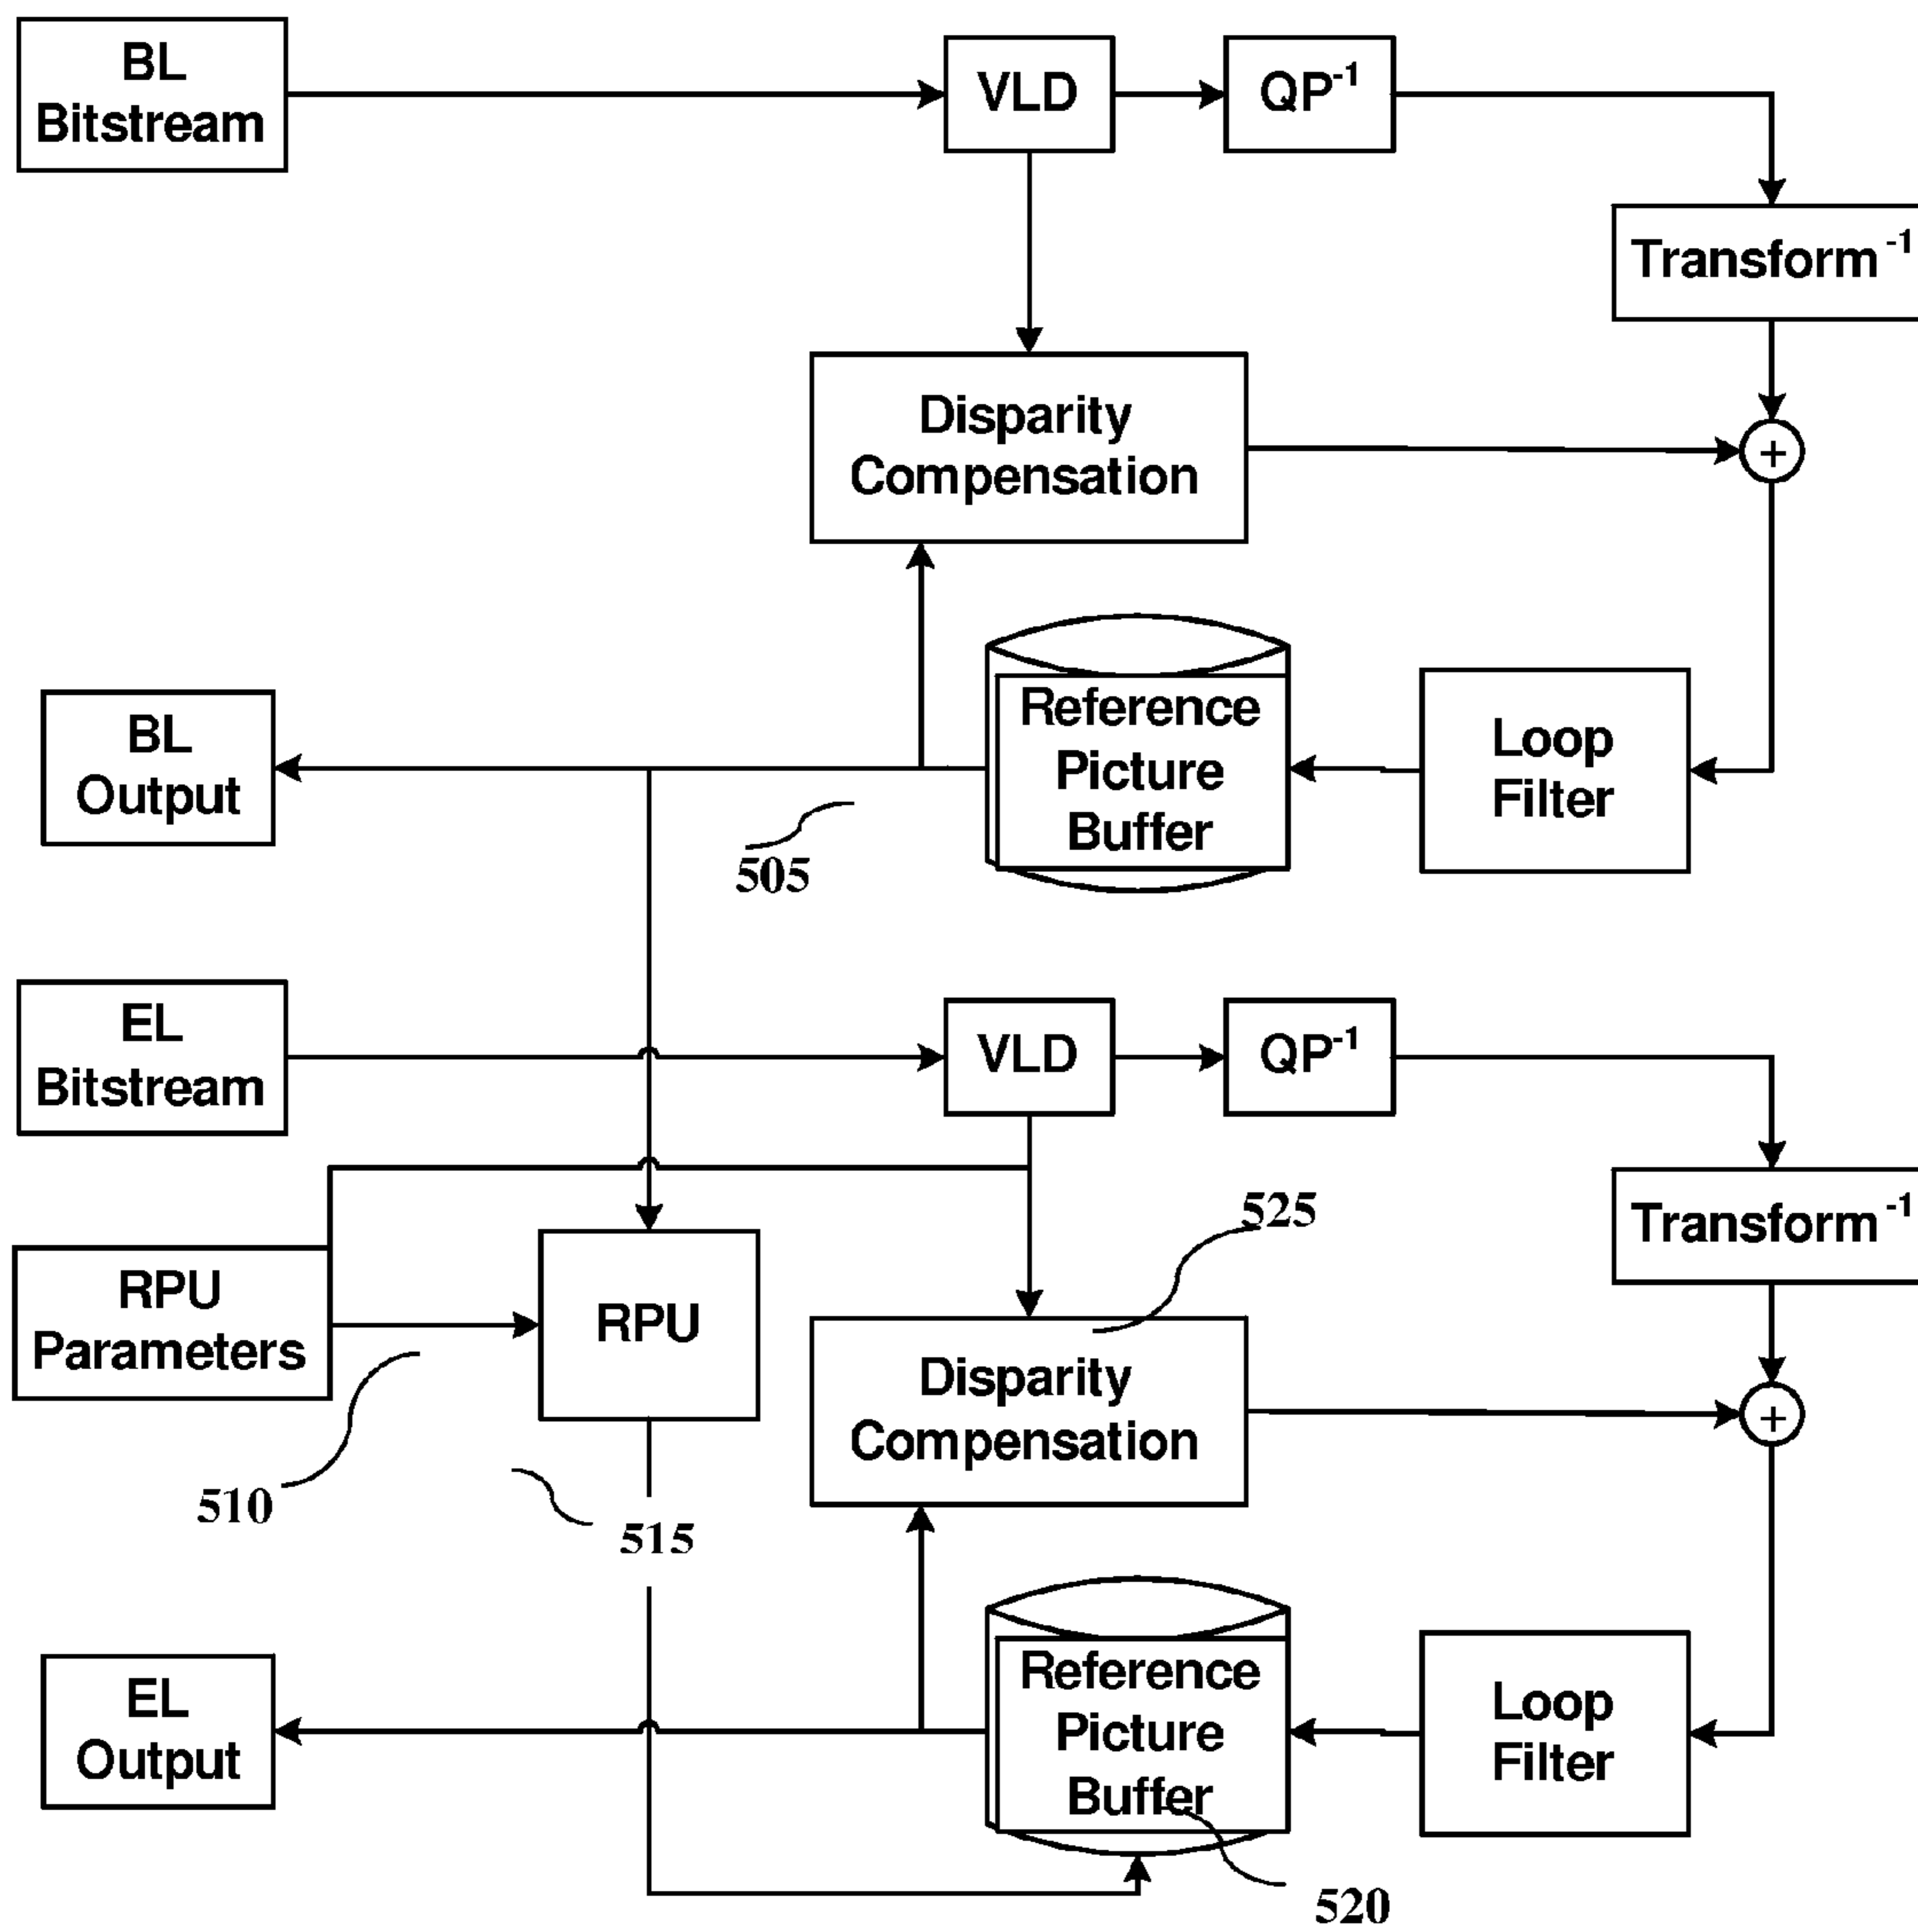 BL
Bitstream
VLD
QP⁻¹
Transform⁻¹
Disparity
Compensation
+
BL
Output
Reference
Picture
Buffer
Loop
Filter
505
EL
Bitstream
VLD
QP⁻¹
Transform⁻¹
525
RPU
Parameters
RPU
Disparity
Compensation
+
510
515
EL
Output
Reference
Picture
Buffer
Loop
Filter
520